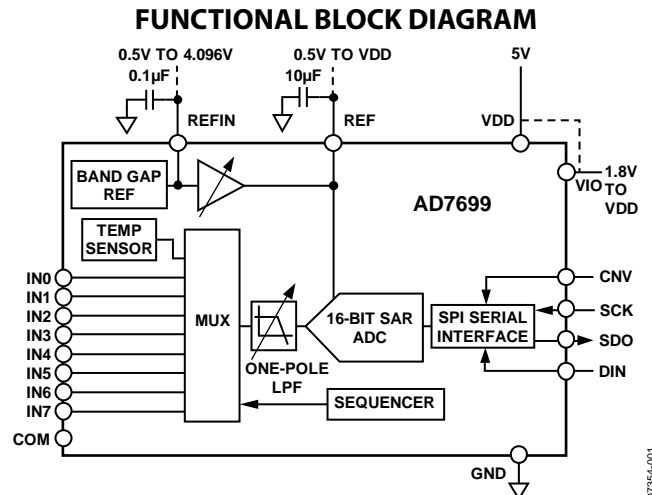 FUNCTIONAL BLOCK DIAGRAM
0.5V TO 4.096V
0.1µF
0.5V TO VDD
10µF
5V
REFIN
REF
VDD
BAND GAP
REF
AD7699
VIO
1.8V
TO
VDD
TEMP
SENSOR
IN0
IN1
IN2
IN3
IN4
IN5
IN6
IN7
COM
MUX
ONE-POLE
LPF
16-BIT SAR
ADC
SPI SERIAL
INTERFACE
CNV
SCK
SDO
DIN
SEQUENCER
GND
07354-001